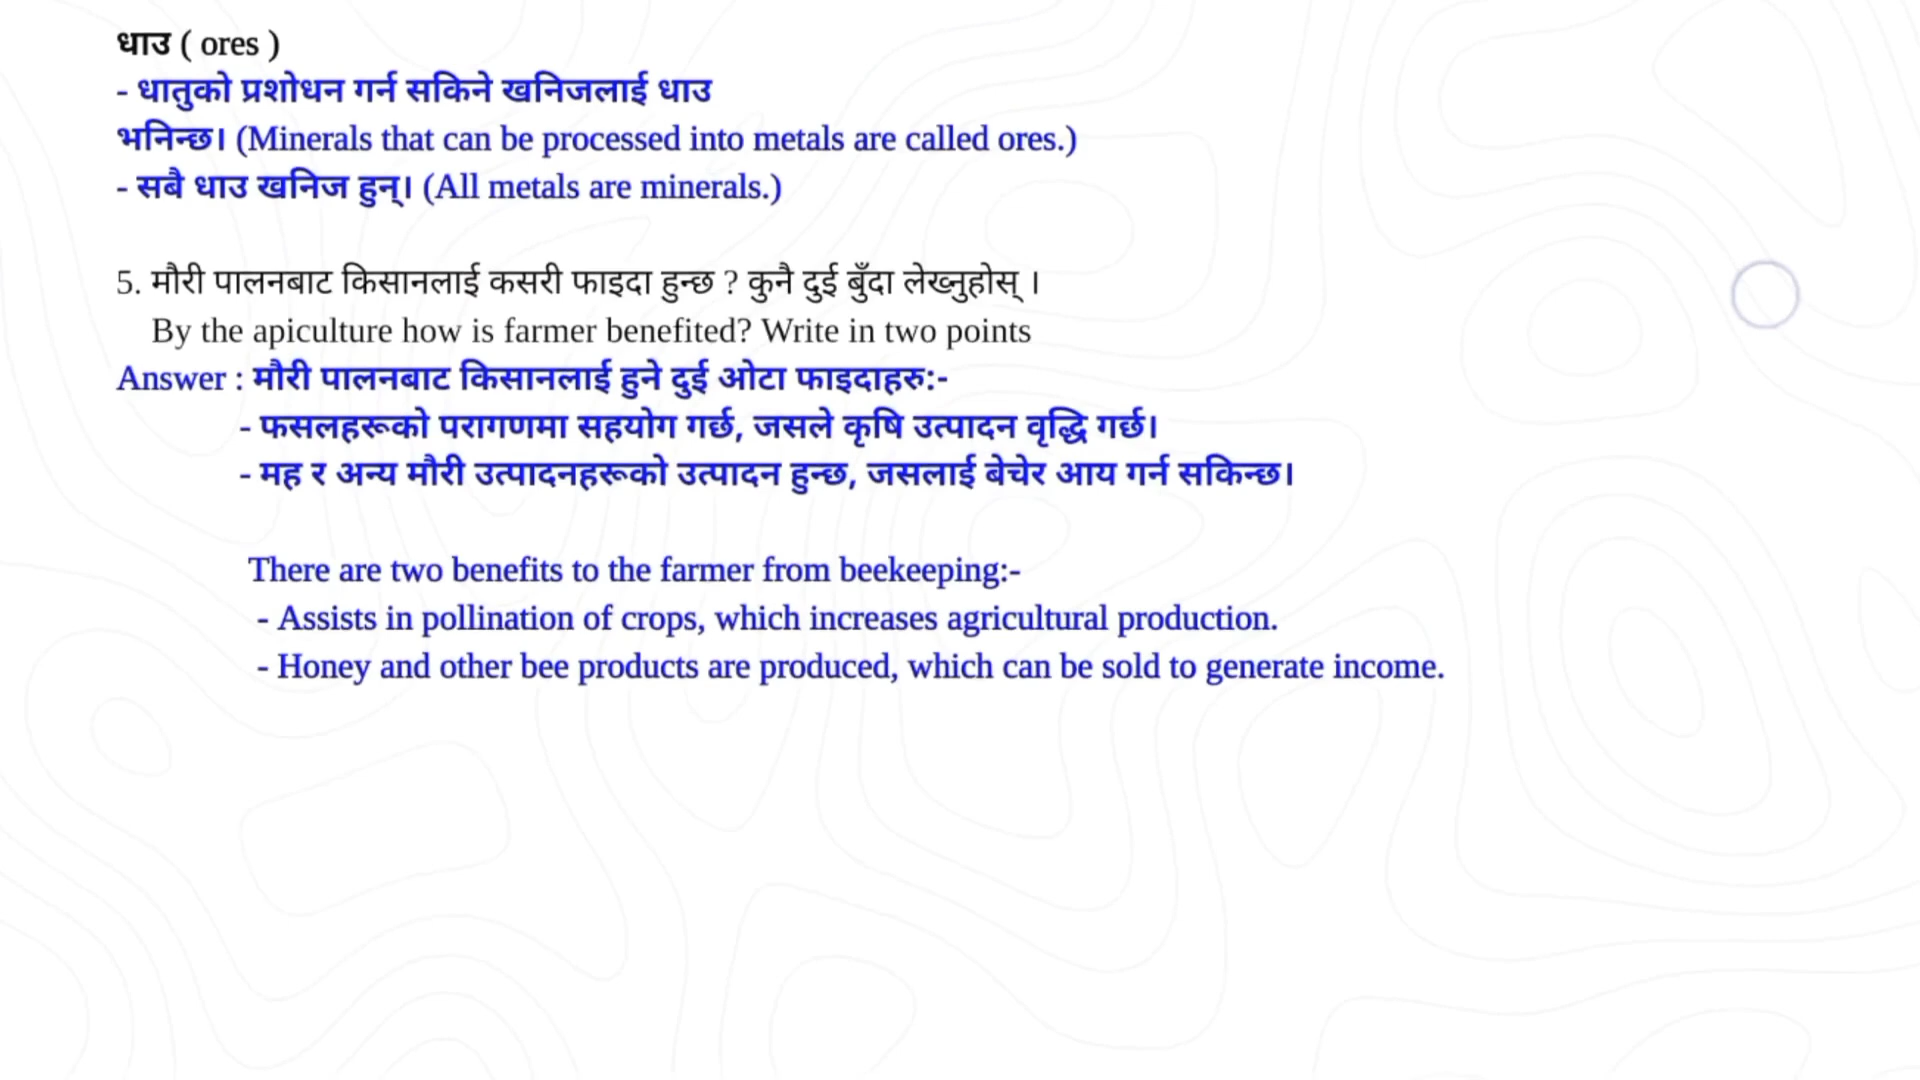 धाउ ( ores )
- धातुको प्रशोधन गर्न सकिने खनिजलाई धाउ
भनिन्छ। (Minerals that can be processed into metals are called ores.)
- सबै धाउ खनिज हुन्। (All metals are minerals.)
5. मौरी पालनबाट किसानलाई कसरी फाइदा हुन्छ ? कुनै दुई बुँदा लेख्नुहोस् ।
By the apiculture how is farmer benefited? Write in two points
Answer : मौरी पालनबाट किसानलाई हुने दुई ओटा फाइदाहरु:-
- फसलहरूको परागणमा सहयोग गर्छ, जसले कृषि उत्पादन वृद्धि गर्छ।
- मह र अन्य मौरी उत्पादनहरूको उत्पादन हुन्छ, जसलाई बेचेर आय गर्न सकिन्छ।
There are two benefits to the farmer from beekeeping:-
- Assists in pollination of crops, which increases agricultural production.
- Honey and other bee products are produced, which can be sold to generate income.